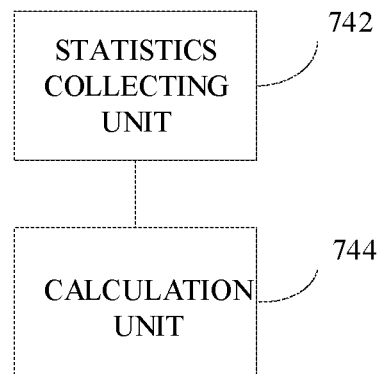 742
STATISTICS
COLLECTING
UNIT
744
CALCULATION
UNIT